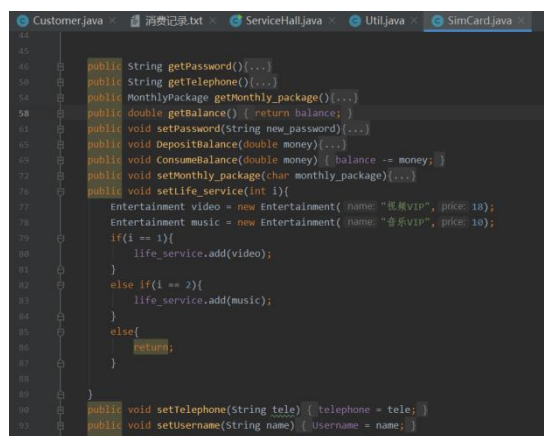 Customer.java × 消费记录.txt × ServiceHall.java × Util.java × SimCard.java ×
44
45
46 public String getPassword(){...}
50 public String getTelephone(){...}
54 public MonthlyPackage getMonthly_package(){...}
58 public double getBalance() { return balance; }
61 public void setPassword(String new_password){...}
65 public void DepositBalance(double money){...}
69 public void ConsumeBalance(double money) { balance -= money; }
72 public void setMonthly_package(char monthly_package){...}
76 public void setLife_service(int i){
77 Entertainment video = new Entertainment( name: "视频VIP", price: 18);
78 Entertainment music = new Entertainment( name: "音乐VIP", price: 10);
79 if(i == 1){
80 life_service.add(video);
81 }
82 else if(i == 2){
83 life_service.add(music);
84 }
85 else{
86 return;
87 }
88
89 }
90 public void setTelephone(String tele) { telephone = tele; }
93 public void setUsername(String name) { Username = name; }